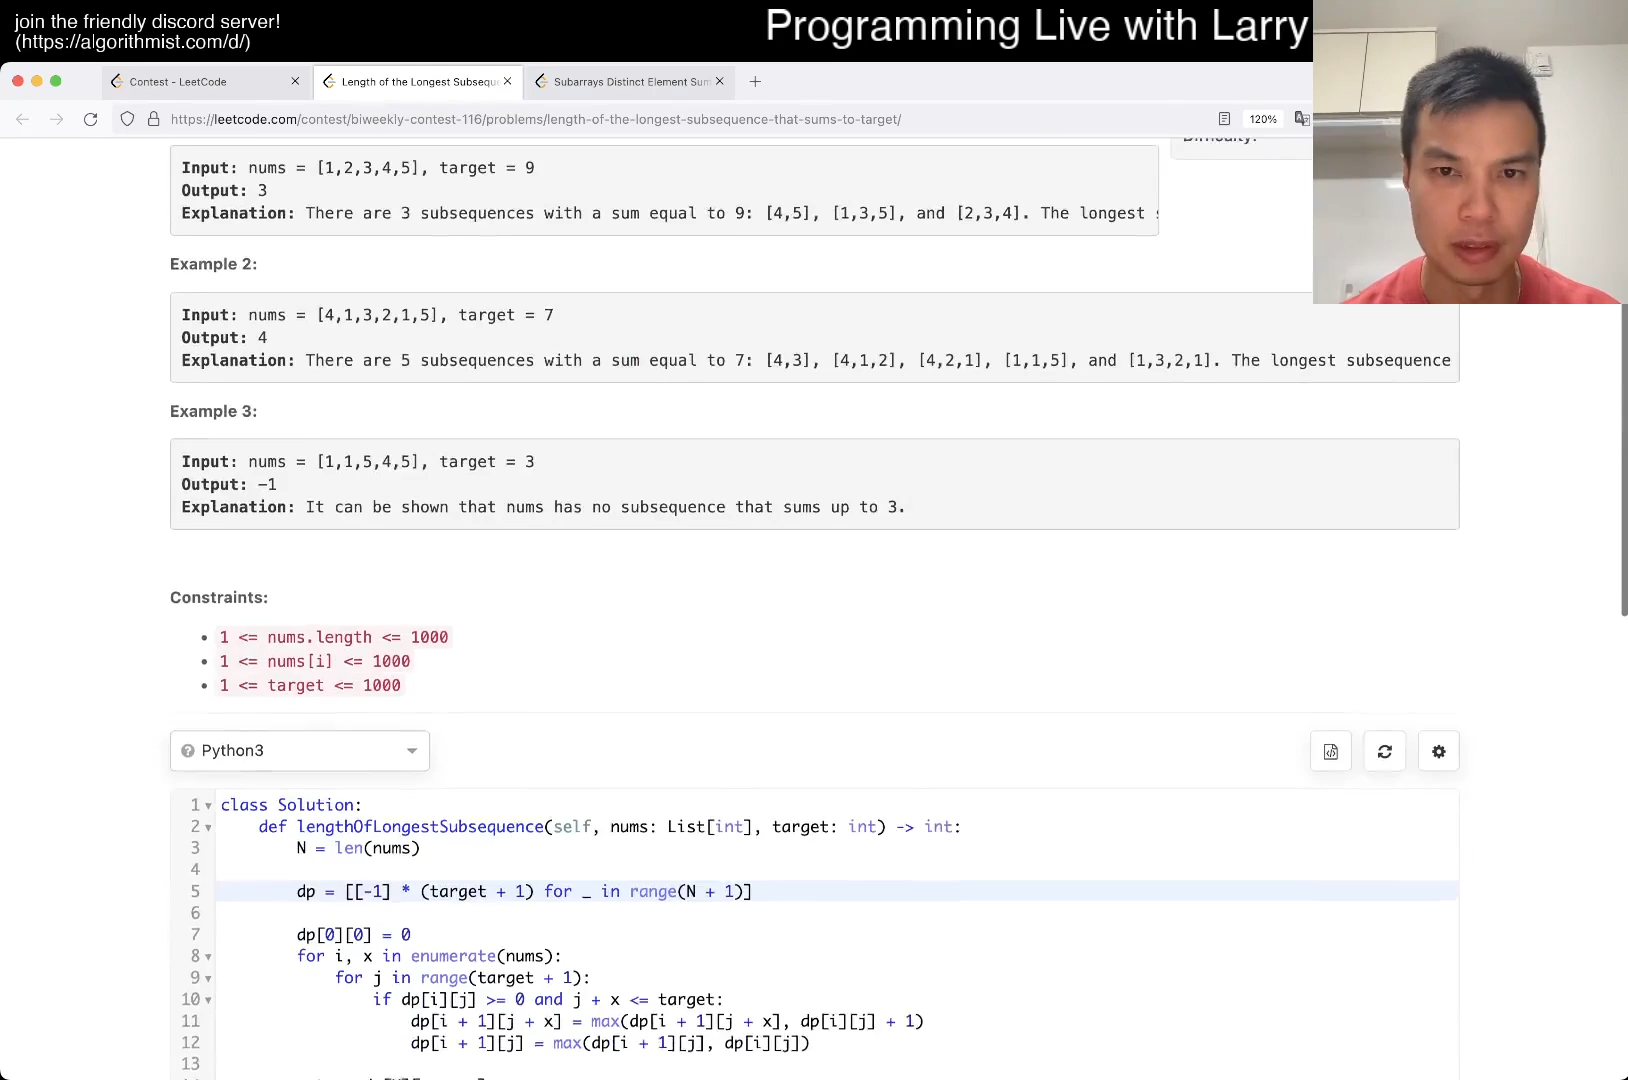 join the friendly discord server!
(https://algorithmist.com/d/)
Programming Live with Larry
Contest - LeetCode
Length of the Longest Subsequ
Subarrays Distinct Element Sum
https://leetcode.com/contest/biweekly-contest-116/problems/length-of-the-longest-subsequence-that-sums-to-target/
120%
Difficulty:
Input: nums = [1,2,3,4,5], target = 9
Output: 3
Explanation: There are 3 subsequences with a sum equal to 9: [4,5], [1,3,5], and [2,3,4]. The longest
Example 2:
Input: nums = [4,1,3,2,1,5], target = 7
Output: 4
Explanation: There are 5 subsequences with a sum equal to 7: [4,3], [4,1,2], [4,2,1], [1,1,5], and [1,3,2,1]. The longest subsequence
Example 3:
Input: nums = [1,1,5,4,5], target = 3
Output: -1
Explanation: It can be shown that nums has no subsequence that sums up to 3.
Constraints:
• 1 <= nums.length <= 1000
• 1 <= nums[i] <= 1000
• 1 <= target <= 1000
Python3
1 class Solution:
2 def lengthOfLongestSubsequence(self, nums: List[int], target: int) -> int:
3 N = len(nums)
4
5 dp = [[-1] * (target + 1) for _ in range(N + 1)]
6
7 dp[0][0] = 0
8 for i, x in enumerate(nums):
9 for j in range(target + 1):
10 if dp[i][j] >= 0 and j + x <= target:
11 dp[i + 1][j + x] = max(dp[i + 1][j + x], dp[i][j] + 1)
12 dp[i + 1][j] = max(dp[i + 1][j], dp[i][j])
13